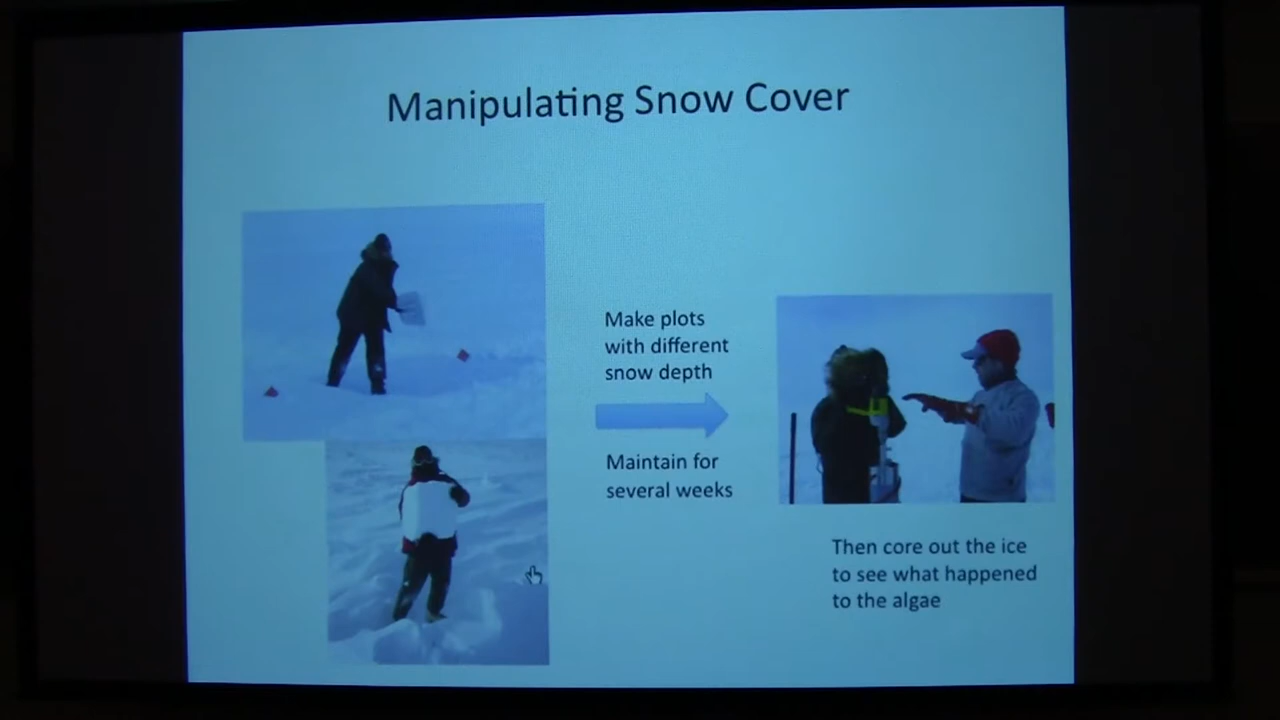 Manipulating Snow Cover
Make plots
with different
snow depth
Maintain for
several weeks
Then core out the ice
to see what happened
to the algae